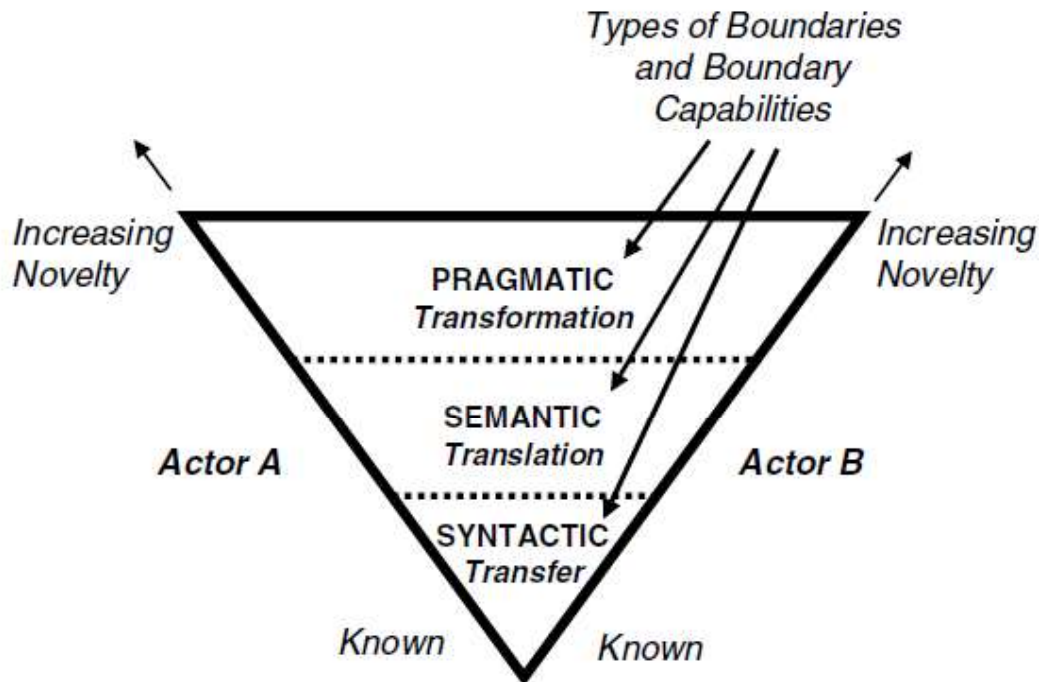 Types of Boundaries
and Boundary
Capabilities
Increasing
Novelty
Increasing
Novelty
PRAGMATIC
Transformation
SEMANTIC
Translation
Actor A
Actor B
SYNTACTIC
Transfer
Known
Known